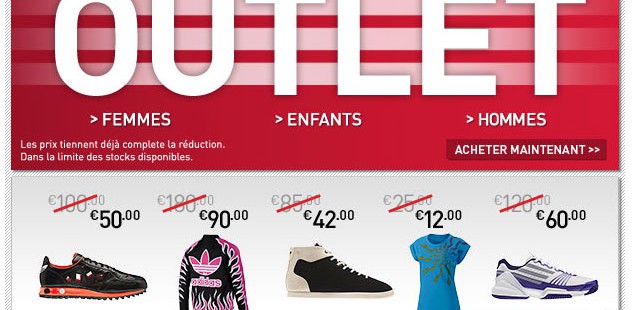 OUTLET
> FEMMES > ENFANTS > HOMMES
Les prix tiennent déjà complete la réduction.
Dans la limite des stocks disponibles.
ACHETER MAINTENANT >>
€100.00 €180.00 €85.00 €25.00 €120.00
€50.00 €90.00 €42.00 €12.00 €60.00
adidas